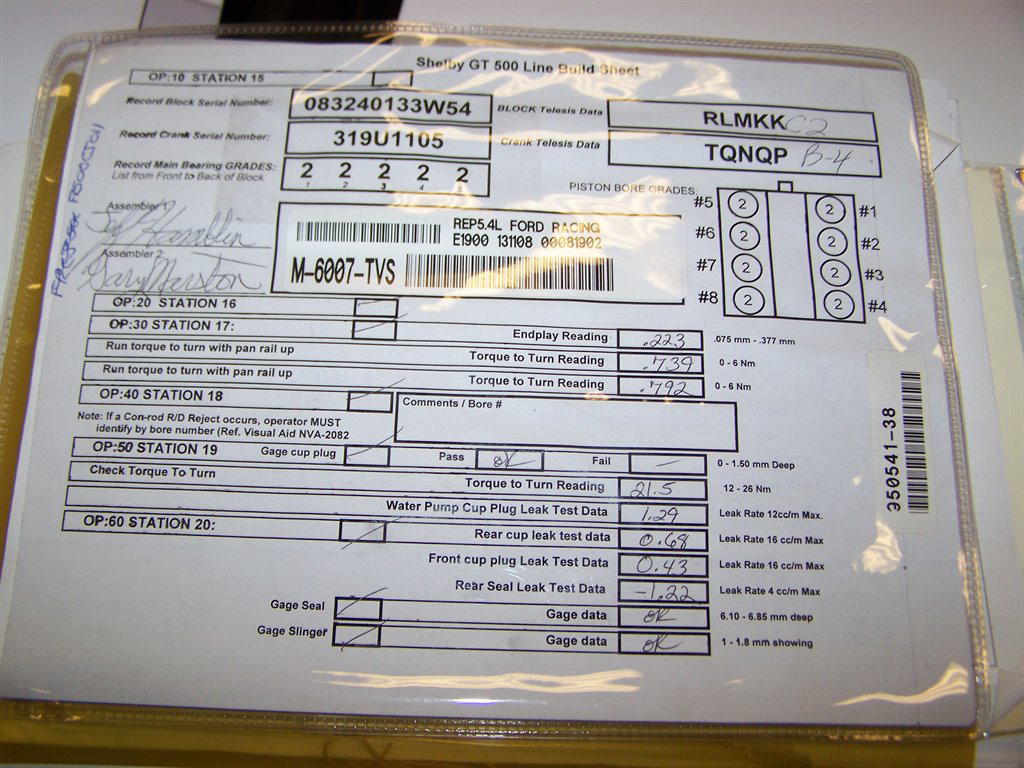 Shelby GT 500 Line Build Sheet
OP:10 STATION 15
Record Block Serial Number: 083240133W54 BLOCK Telesis Data RLMKK C2
Record Crank Serial Number: 319U1105 Crank Telesis Data TQNQP B-4
Record Main Bearing GRADES: 2 2 2 2 2
List from Front to Back of Block 1 2 3 4 5
PISTON BORE GRADES:
#5 2 2 #1
#6 2 2 #2
#7 2 2 #3
#8 2 2 #4
Assembler 1
Jeff Hamblin
Assembler 2
Gary Marston
REP5.4L FORD RACING
E1900 131108 00081902
M-6007-TVS
OP:20 STATION 16
OP:30 STATION 17: Endplay Reading .223 .075 mm - .377 mm
Run torque to turn with pan rail up Torque to Turn Reading .739 0 - 6 Nm
Run torque to turn with pan rail up Torque to Turn Reading .792 0 - 6 Nm
OP:40 STATION 18 Comments / Bore #
Note: If a Con-rod R/D Reject occurs, operator MUST
identify by bore number (Ref. Visual Aid NVA-2082
OP:50 STATION 19 Gage cup plug Pass ok Fail - 0 - 1.50 mm Deep
Check Torque To Turn Torque to Turn Reading 21.5 12 - 26 Nm
Water Pump Cup Plug Leak Test Data 1.29 Leak Rate 12cc/m Max.
OP:60 STATION 20: Rear cup leak test data 0.68 Leak Rate 16 cc/m Max
Front cup plug Leak Test Data 0.43 Leak Rate 16 cc/m Max
Rear Seal Leak Test Data -1.22 Leak Rate 4 cc/m Max
Gage Seal Gage data ok 6.10 - 6.85 mm deep
Gage Slinger Gage data ok 1 - 1.8 mm showing
950541-38